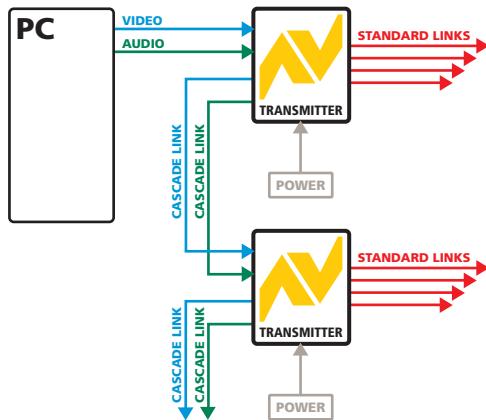 PC
VIDEO
AUDIO
STANDARD LINKS
TRANSMITTER
CASCADE LINK
CASCADE LINK
POWER
STANDARD LINKS
TRANSMITTER
CASCADE LINK
CASCADE LINK
POWER